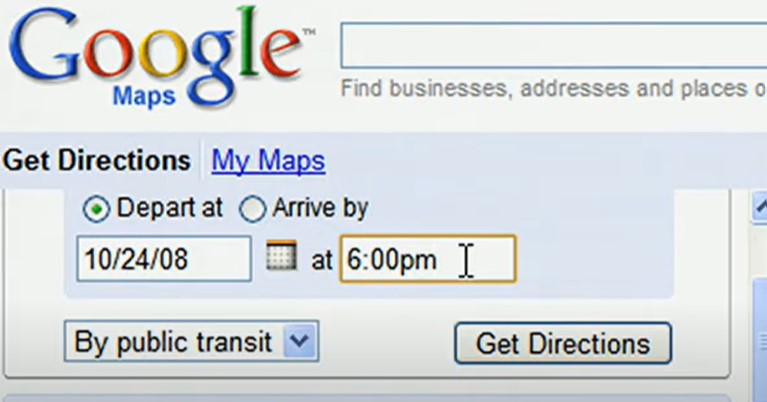 Google™
Maps
Find businesses, addresses and places
Get Directions My Maps
Depart at Arrive by
10/24/08 at 6:00pm
By public transit Get Directions